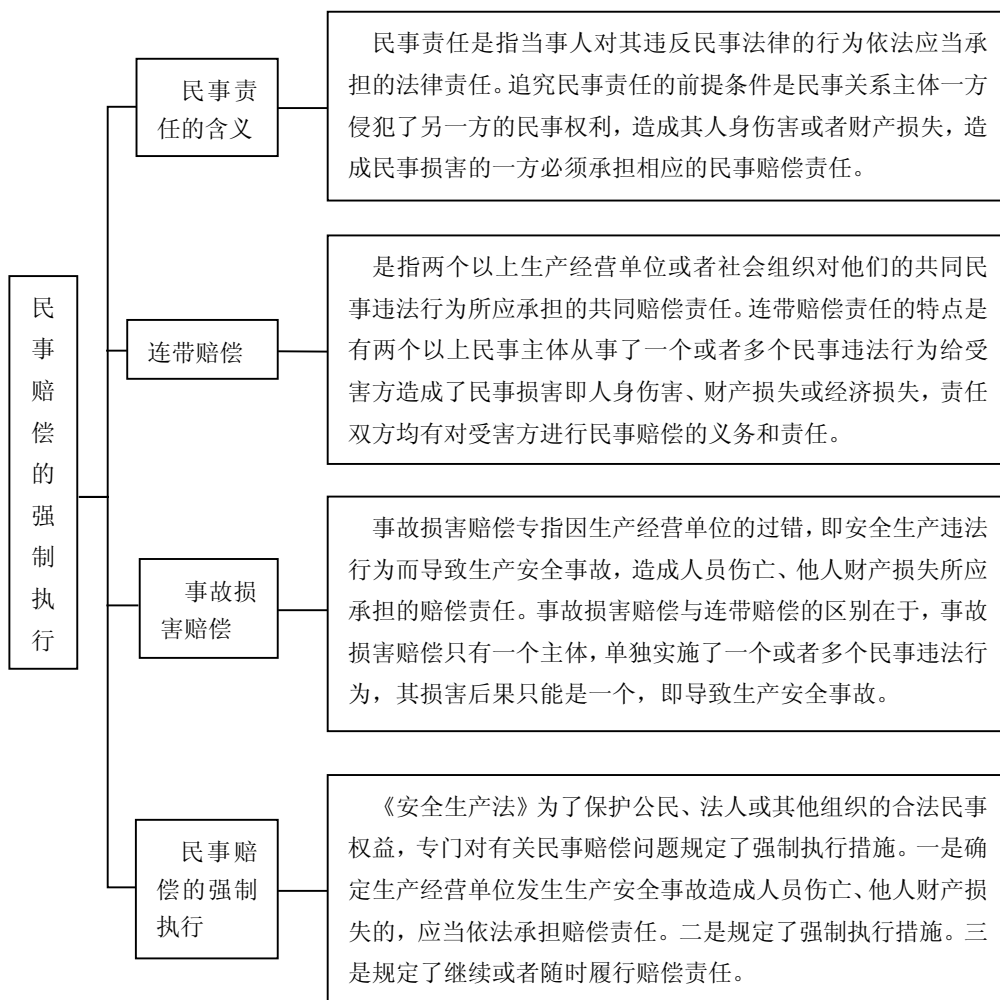 民事赔偿的强制执行
民事责
任的含义
民事责任是指当事人对其违反民事法律的行为依法应当承
担的法律责任。追究民事责任的前提条件是民事关系主体一方
侵犯了另一方的民事权利，造成其人身伤害或者财产损失，造
成民事损害的一方必须承担相应的民事赔偿责任。
连带赔偿
是指两个以上生产经营单位或者社会组织对他们的共同民
事违法行为所应承担的共同赔偿责任。连带赔偿责任的特点是
有两个以上民事主体从事了一个或者多个民事违法行为给受
害方造成了民事损害即人身伤害、财产损失或经济损失，责任
双方均有对受害方进行民事赔偿的义务和责任。
事故损
害赔偿
事故损害赔偿专指因生产经营单位的过错，即安全生产违法
行为而导致生产安全事故，造成人员伤亡、他人财产损失所应
承担的赔偿责任。事故损害赔偿与连带赔偿的区别在于，事故
损害赔偿只有一个主体，单独实施了一个或者多个民事违法行
为，其损害后果只能是一个，即导致生产安全事故。
民事赔
偿的强制
执行
《安全生产法》为了保护公民、法人或其他组织的合法民事
权益，专门对有关民事赔偿问题规定了强制执行措施。一是确
定生产经营单位发生生产安全事故造成人员伤亡、他人财产损
失的，应当依法承担赔偿责任。二是规定了强制执行措施。三
是规定了继续或者随时履行赔偿责任。